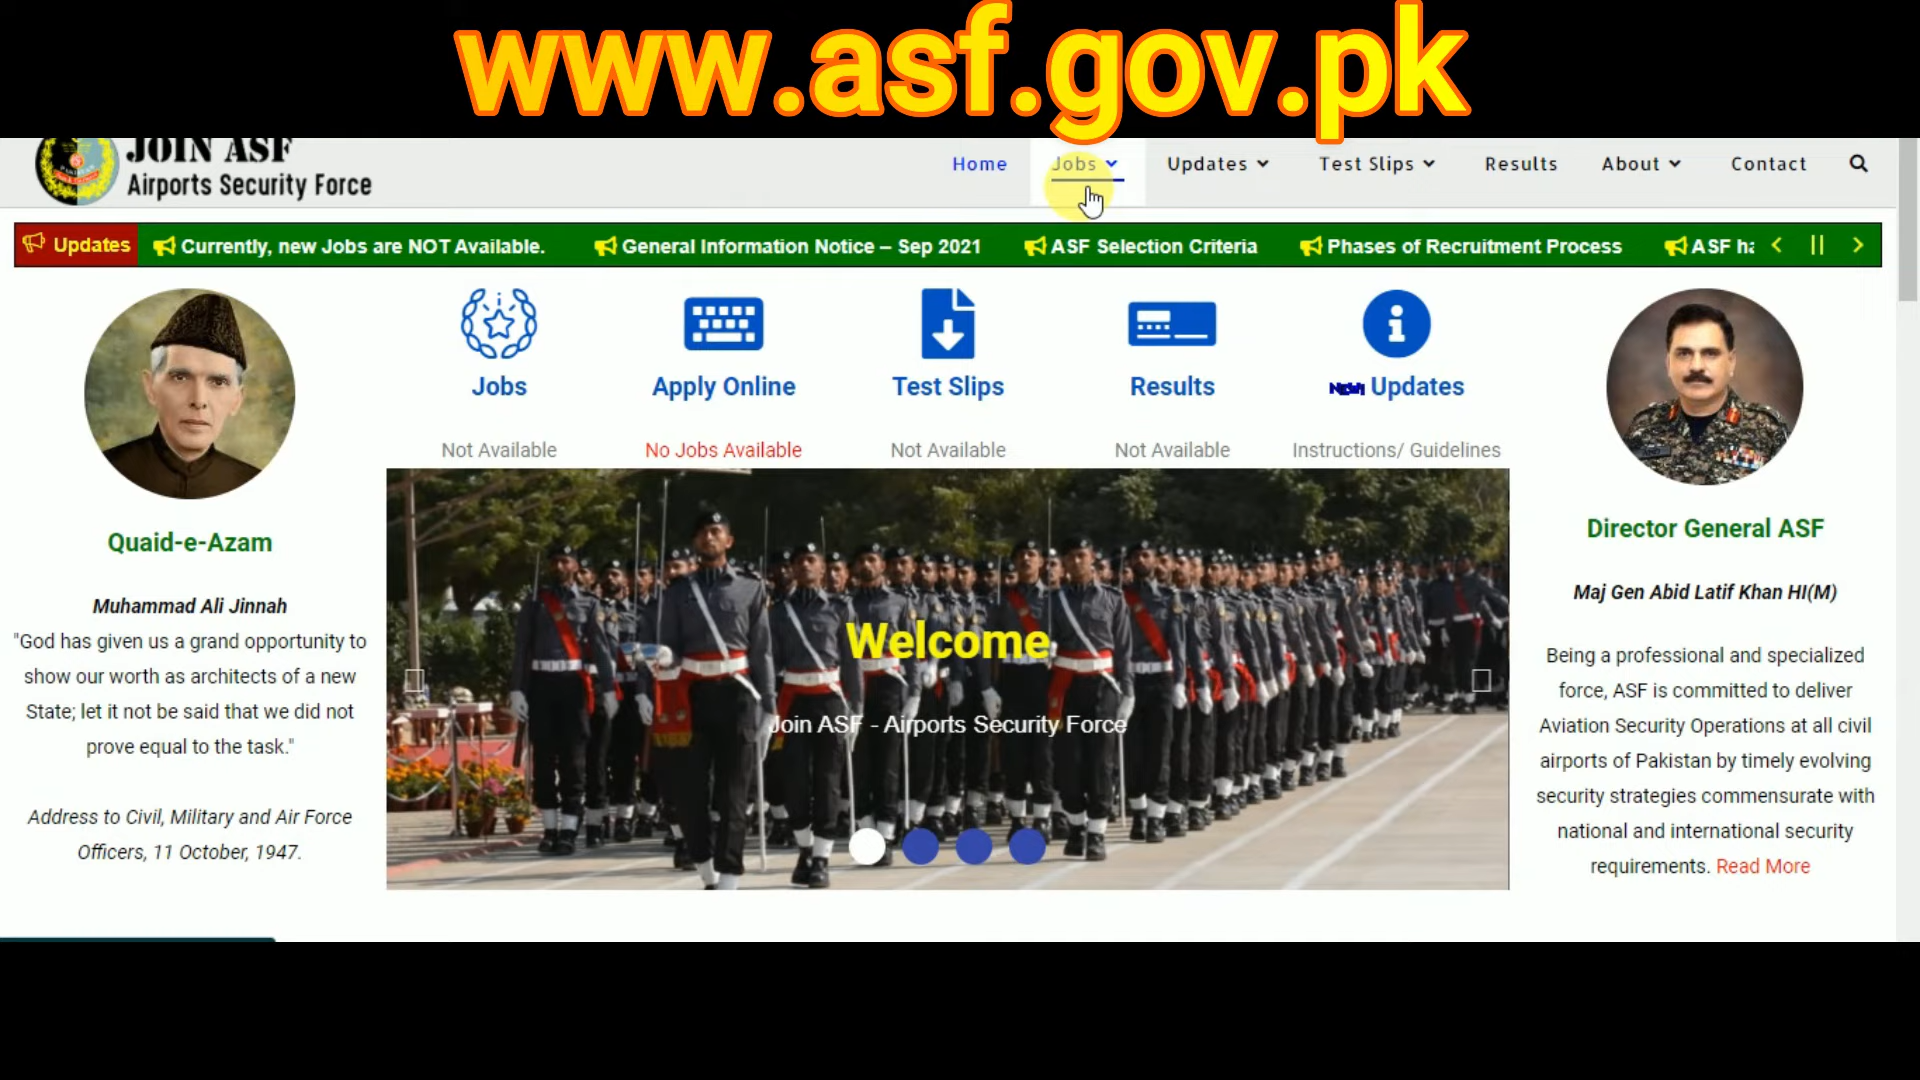 www.asf.gov.pk
JOIN ASF
Airports Security Force
Home
Jobs
Updates
Test Slips
Results
About
Contact
Updates
Currently, new Jobs are NOT Available.
General Information Notice – Sep 2021
ASF Selection Criteria
Phases of Recruitment Process
ASF ha
Jobs
Not Available
Apply Online
No Jobs Available
Test Slips
Not Available
Results
Not Available
NEW! Updates
Instructions/ Guidelines
Quaid-e-Azam
Muhammad Ali Jinnah
"God has given us a grand opportunity to
show our worth as architects of a new
State; let it not be said that we did not
prove equal to the task."
Address to Civil, Military and Air Force
Officers, 11 October, 1947.
Welcome
Join ASF - Airports Security Force
Director General ASF
Maj Gen Abid Latif Khan HI(M)
Being a professional and specialized
force, ASF is committed to deliver
Aviation Security Operations at all civil
airports of Pakistan by timely evolving
security strategies commensurate with
national and international security
requirements. Read More